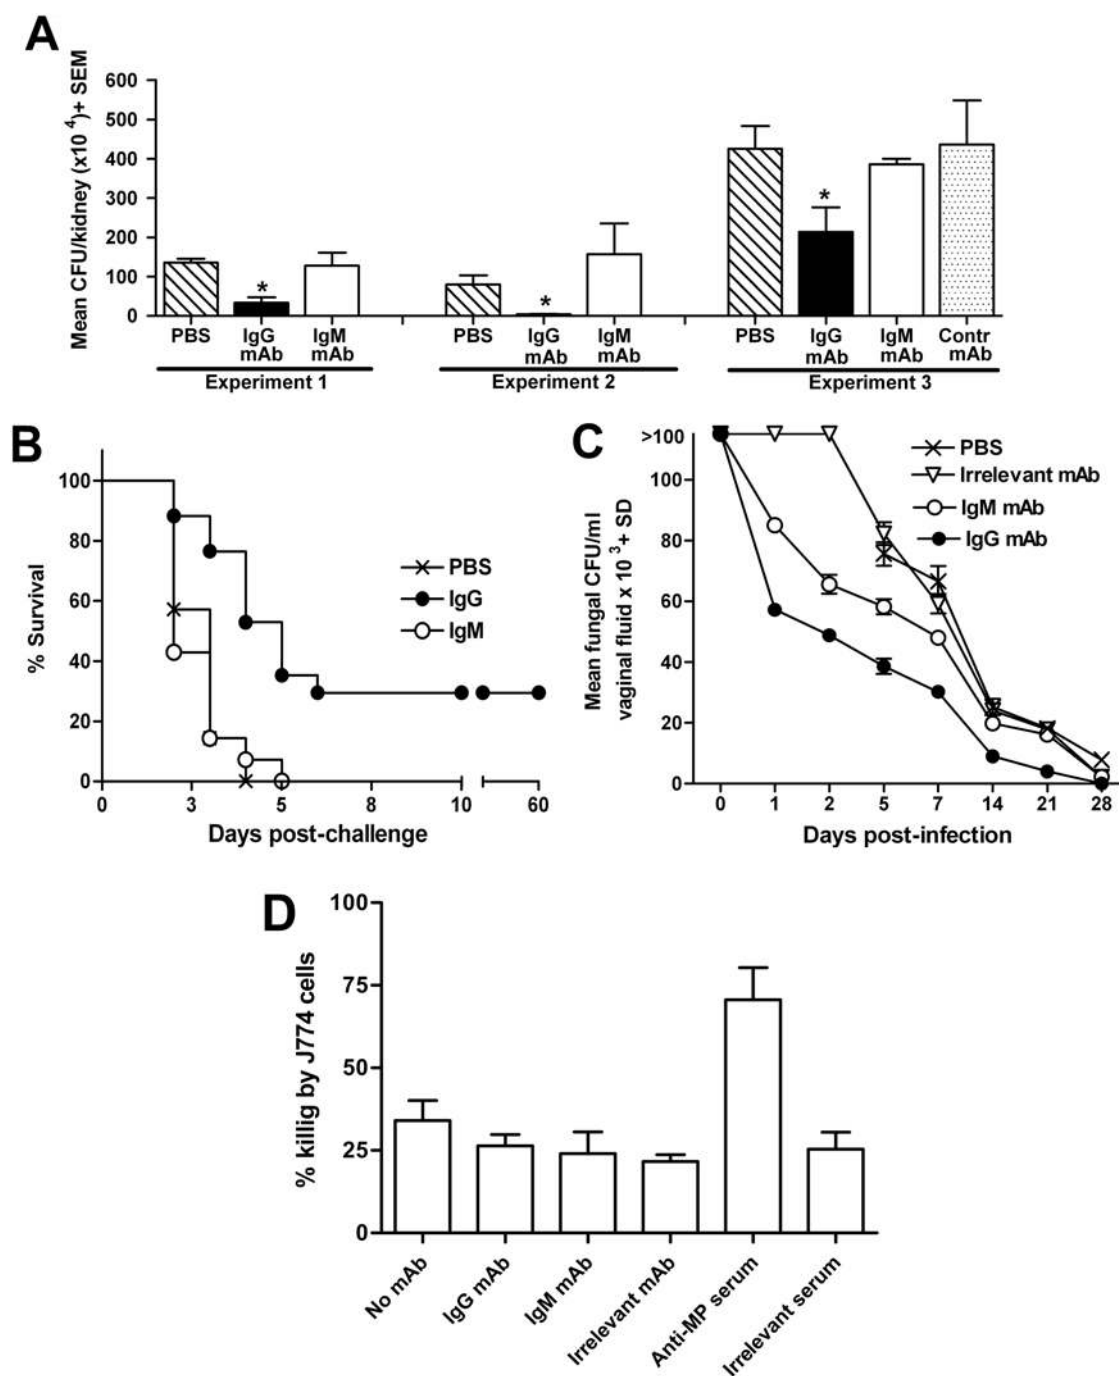 A
Mean CFU/kidney (x10 4)+ SEM
600
500
400
300
200
100
0
*
*
*
PBS
IgG
mAb
IgM
mAb
PBS
IgG
mAb
IgM
mAb
PBS
IgG
mAb
IgM
mAb
Contr
mAb
Experiment 1
Experiment 2
Experiment 3
B
% Survival
100
80
60
40
20
0
PBS
IgG
IgM
0
3
5
8
10
60
Days post-challenge
C
Mean fungal CFU/ml
vaginal fluid x 10 3+ SD
>100
100
80
60
40
20
0
PBS
Irrelevant mAb
IgM mAb
IgG mAb
0
1
2
5
7
14
21
28
Days post-infection
D
% killig by J774 cells
100
75
50
25
0
No mAb
IgG mAb
IgM mAb
Irrelevant mAb
Anti-MP serum
Irrelevant serum